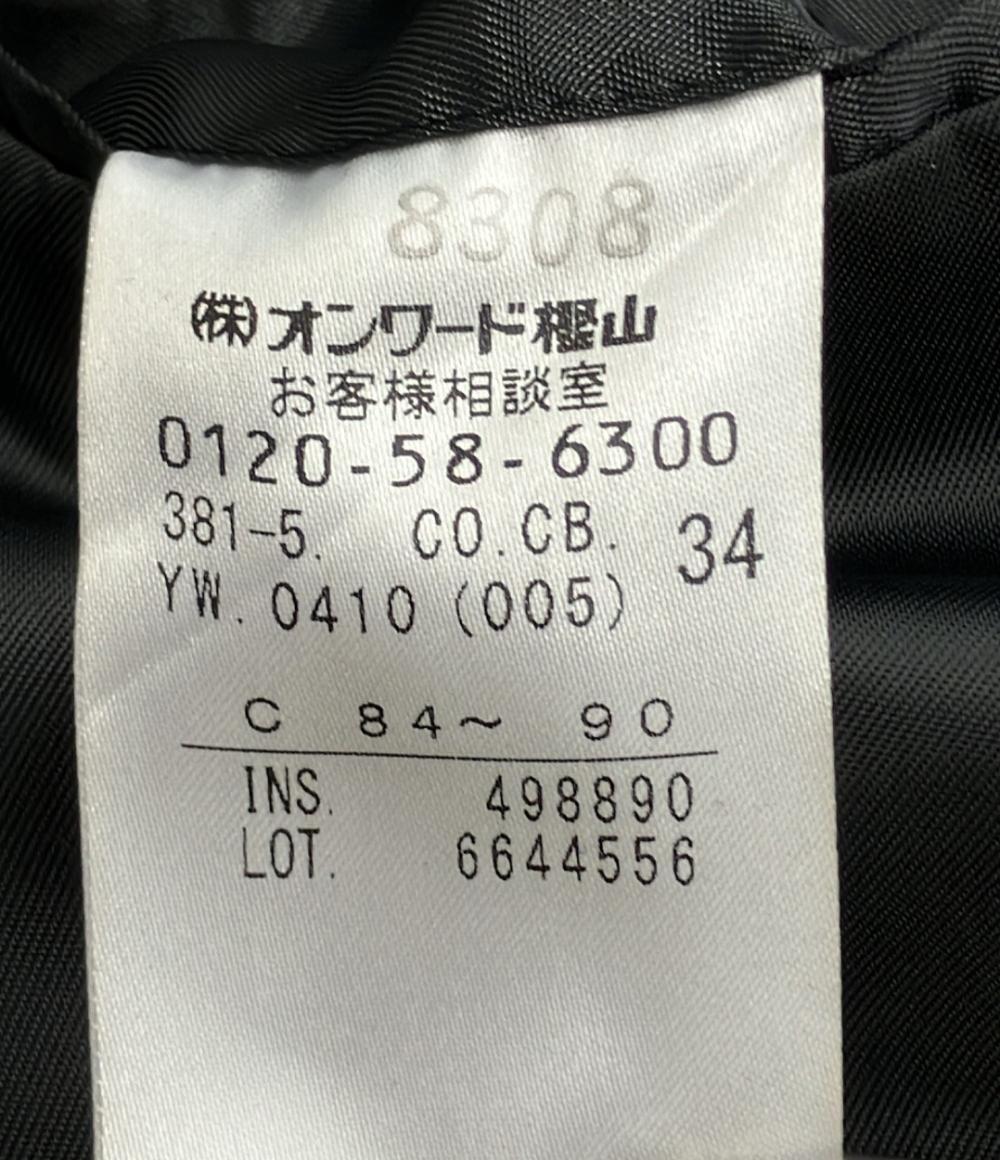 8308
㈱オンワード樫山
お客様相談室
0120-58-6300
381-5. CO.CB. 34
YW.0410(005)
C 84～ 90
INS. 498890
LOT. 6644556